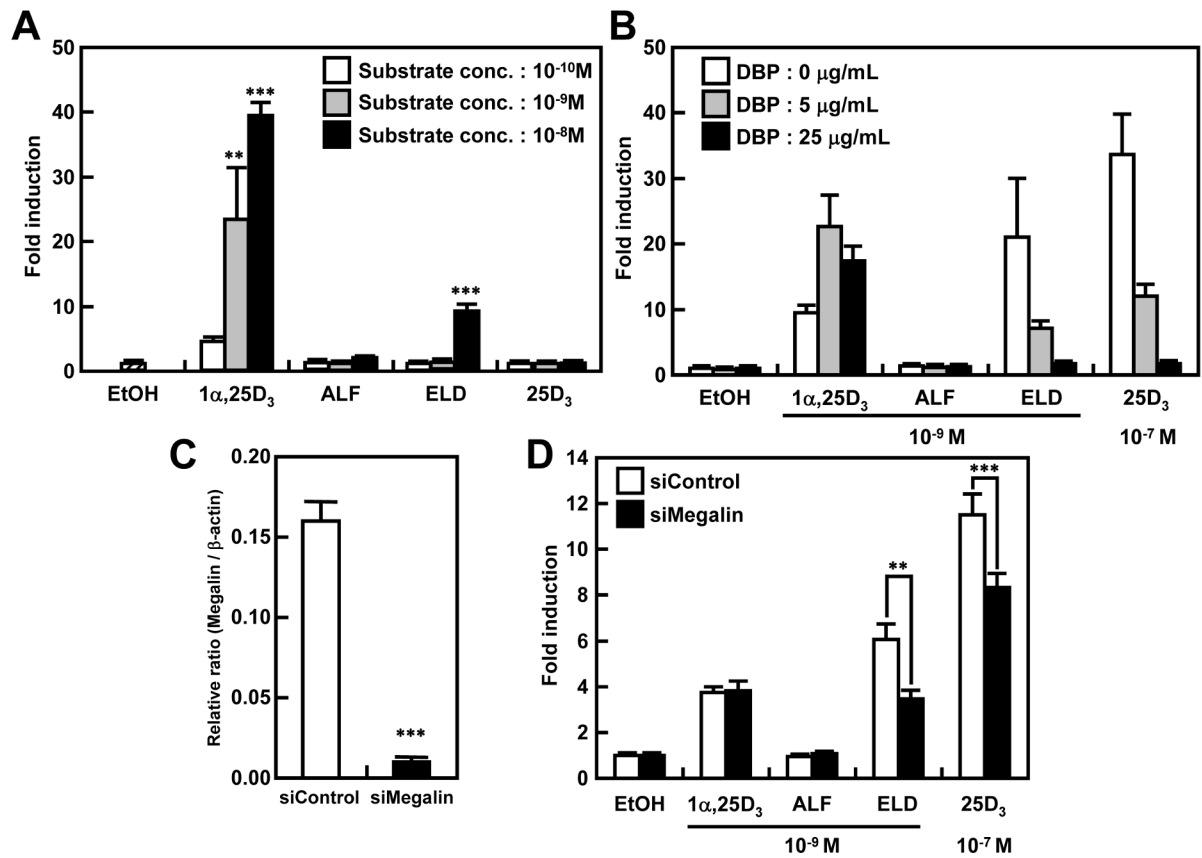 A
Fold induction
50
40
30
20
10
0
Substrate conc. : 10⁻¹⁰M
Substrate conc. : 10⁻⁹M
Substrate conc. : 10⁻⁸M
**
***
***
EtOH 1α,25D₃ ALF ELD 25D₃
B
Fold induction
50
40
30
20
10
0
DBP : 0 μg/mL
DBP : 5 μg/mL
DBP : 25 μg/mL
EtOH 1α,25D₃ ALF ELD 25D₃
10⁻⁹ M 10⁻⁷ M
C
Relative ratio (Megalin / β-actin)
0.20
0.15
0.10
0.05
0.00
***
siControl siMegalin
D
Fold induction
14
12
10
8
6
4
2
0
siControl
siMegalin
**
***
EtOH 1α,25D₃ ALF ELD 25D₃
10⁻⁹ M 10⁻⁷ M